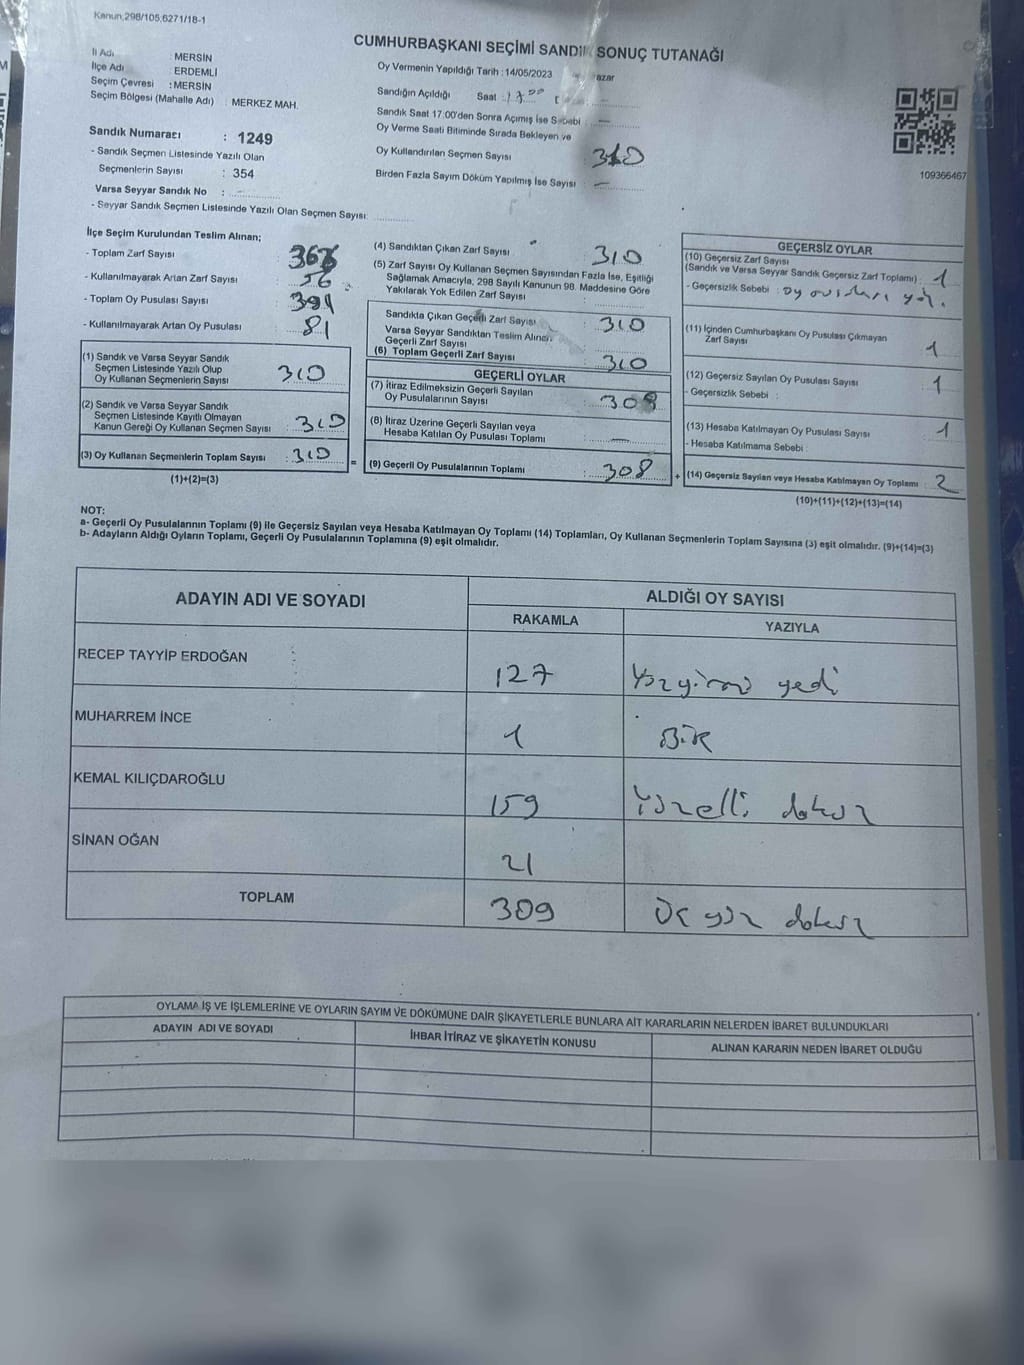 Kanun,298/105,6271/18-1
CUMHURBAŞKANI SEÇİMİ SANDIK SONUÇ TUTANAĞI
İl Adı : MERSİN
İlçe Adı : ERDEMLİ
Seçim Çevresi : MERSİN
Seçim Bölgesi (Mahalle Adı) : MERKEZ MAH.
Sandık Numarası : 1249
- Sandık Seçmen Listesinde Yazılı Olan
Seçmenlerin Sayısı : 354
Varsa Seyyar Sandık No :
- Seyyar Sandık Seçmen Listesinde Yazılı Olan Seçmen Sayısı:
Oy Vermenin Yapıldığı Tarih : 14/05/2023
Sandığın Açıldığı Saat : 17 00
Sandık Saat 17:00'den Sonra Açımış İse Sebebi : —
Oy Verme Saati Bitiminde Sırada Bekleyen ve
Oy Kullandırılan Seçmen Sayısı 310
Birden Fazla Sayım Döküm Yapılmış İse Sayısı : —
109366467
İlçe Seçim Kurulundan Teslim Alınan;
- Toplam Zarf Sayısı :
- Kullanılmayarak Artan Zarf Sayısı : 56
- Toplam Oy Pusulası Sayısı : 391
- Kullanılmayarak Artan Oy Pusulası : 81
(1) Sandık ve Varsa Seyyar Sandık
Seçmen Listesinde Yazılı Olup
Oy Kullanan Seçmenlerin Sayısı 310
(2) Sandık ve Varsa Seyyar Sandık
Seçmen Listesinde Kayıtlı Olmayan
Kanun Gereği Oy Kullanan Seçmen Sayısı : 310
(3) Oy Kullanan Seçmenlerin Toplam Sayısı : 310
(1)+(2)=(3)
=
(4) Sandıktan Çıkan Zarf Sayısı : 310
(5) Zarf Sayısı Oy Kullanan Seçmen Sayısından Fazla İse, Eşitliği
Sağlamak Amacıyla, 298 Sayılı Kanunun 98. Maddesine Göre
Yakılarak Yok Edilen Zarf Sayısı :
Sandıkta Çıkan Geçerli Zarf Sayısı : 310
Varsa Seyyar Sandıktan Teslim Alınan
Geçerli Zarf Sayısı
(6) Toplam Geçerli Zarf Sayısı : 310
GEÇERLİ OYLAR
(7) İtiraz Edilmeksizin Geçerli Sayılan
Oy Pusulalarının Sayısı : 308
(8) İtiraz Üzerine Geçerli Sayılan veya
Hesaba Katılan Oy Pusulası Toplamı : —
(9) Geçerli Oy Pusulalarının Toplamı : 308
+
GEÇERSİZ OYLAR
(10) Geçersiz Zarf Sayısı
(Sandık ve Varsa Seyyar Sandık Geçersiz Zarf Toplamı) : 1
- Geçersizlik Sebebi : oy pusulası yok.
(11) İçinden Cumhurbaşkanı Oy Pusulası Çıkmayan
Zarf Sayısı 1
(12) Geçersiz Sayılan Oy Pusulası Sayısı : 1
- Geçersizlik Sebebi :
(13) Hesaba Katılmayan Oy Pusulası Sayısı : 1
- Hesaba Katılmama Sebebi :
(14) Geçersiz Sayılan veya Hesaba Katılmayan Oy Toplamı : 2
(10)+(11)+(12)+(13)=(14)
NOT:
a- Geçerli Oy Pusulalarının Toplamı (9) ile Geçersiz Sayılan veya Hesaba Katılmayan Oy Toplamı (14) Toplamları, Oy Kullanan Seçmenlerin Toplam Sayısına (3) eşit olmalıdır. (9)+(14)=(3)
b- Adayların Aldığı Oyların Toplamı, Geçerli Oy Pusulalarının Toplamına (9) eşit olmalıdır.
ADAYIN ADI VE SOYADI
ALDIĞI OY SAYISI
RAKAMLA YAZIYLA
RECEP TAYYİP ERDOĞAN 127 Yüzyirmi yedi
MUHARREM İNCE 1 Bir
KEMAL KILIÇDAROĞLU 159 Yüzelli dokuz
SİNAN OĞAN 21
TOPLAM 309 Üç yüz dokuz
OYLAMA İŞ VE İŞLEMLERİNE VE OYLARIN SAYIM VE DÖKÜMÜNE DAİR ŞİKAYETLERLE BUNLARA AİT KARARLARIN NELERDEN İBARET BULUNDUKLARI
ADAYIN ADI VE SOYADI İHBAR İTİRAZ VE ŞİKAYETİN KONUSU ALINAN KARARIN NEDEN İBARET OLDUĞU